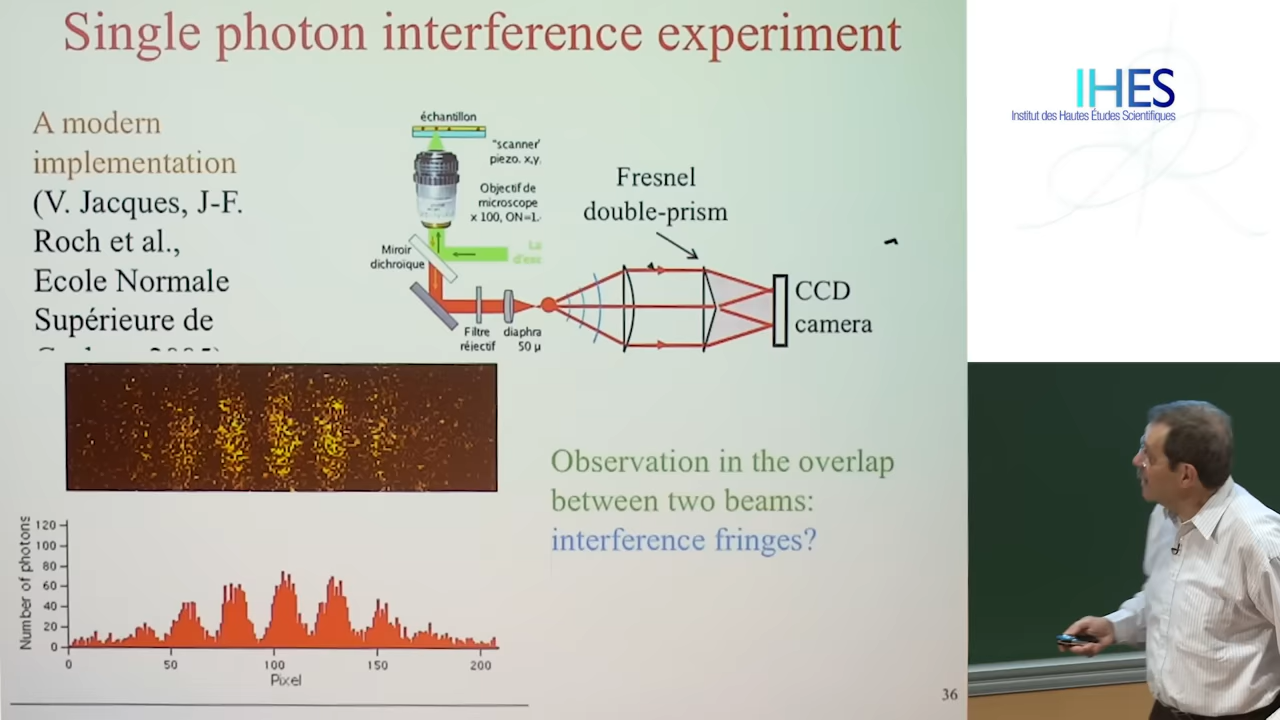 Single photon interference experiment
IHES
Institut des Hautes Études Scientifiques
A modern
implementation
(V. Jacques, J-F.
Roch et al.,
Ecole Normale
Supérieure de
échantillon
"scanner"
piezo. x,y,
Objectif de
microscope
x 100, ON=1.
Miroir
dichroique
Filtre
réjectif
diaphra
50 µ
Fresnel
double-prism
CCD
camera
Number of photons
120
100
80
60
40
20
0
0 50 100 150 200
Pixel
Observation in the overlap
between two beams:
interference fringes?
36